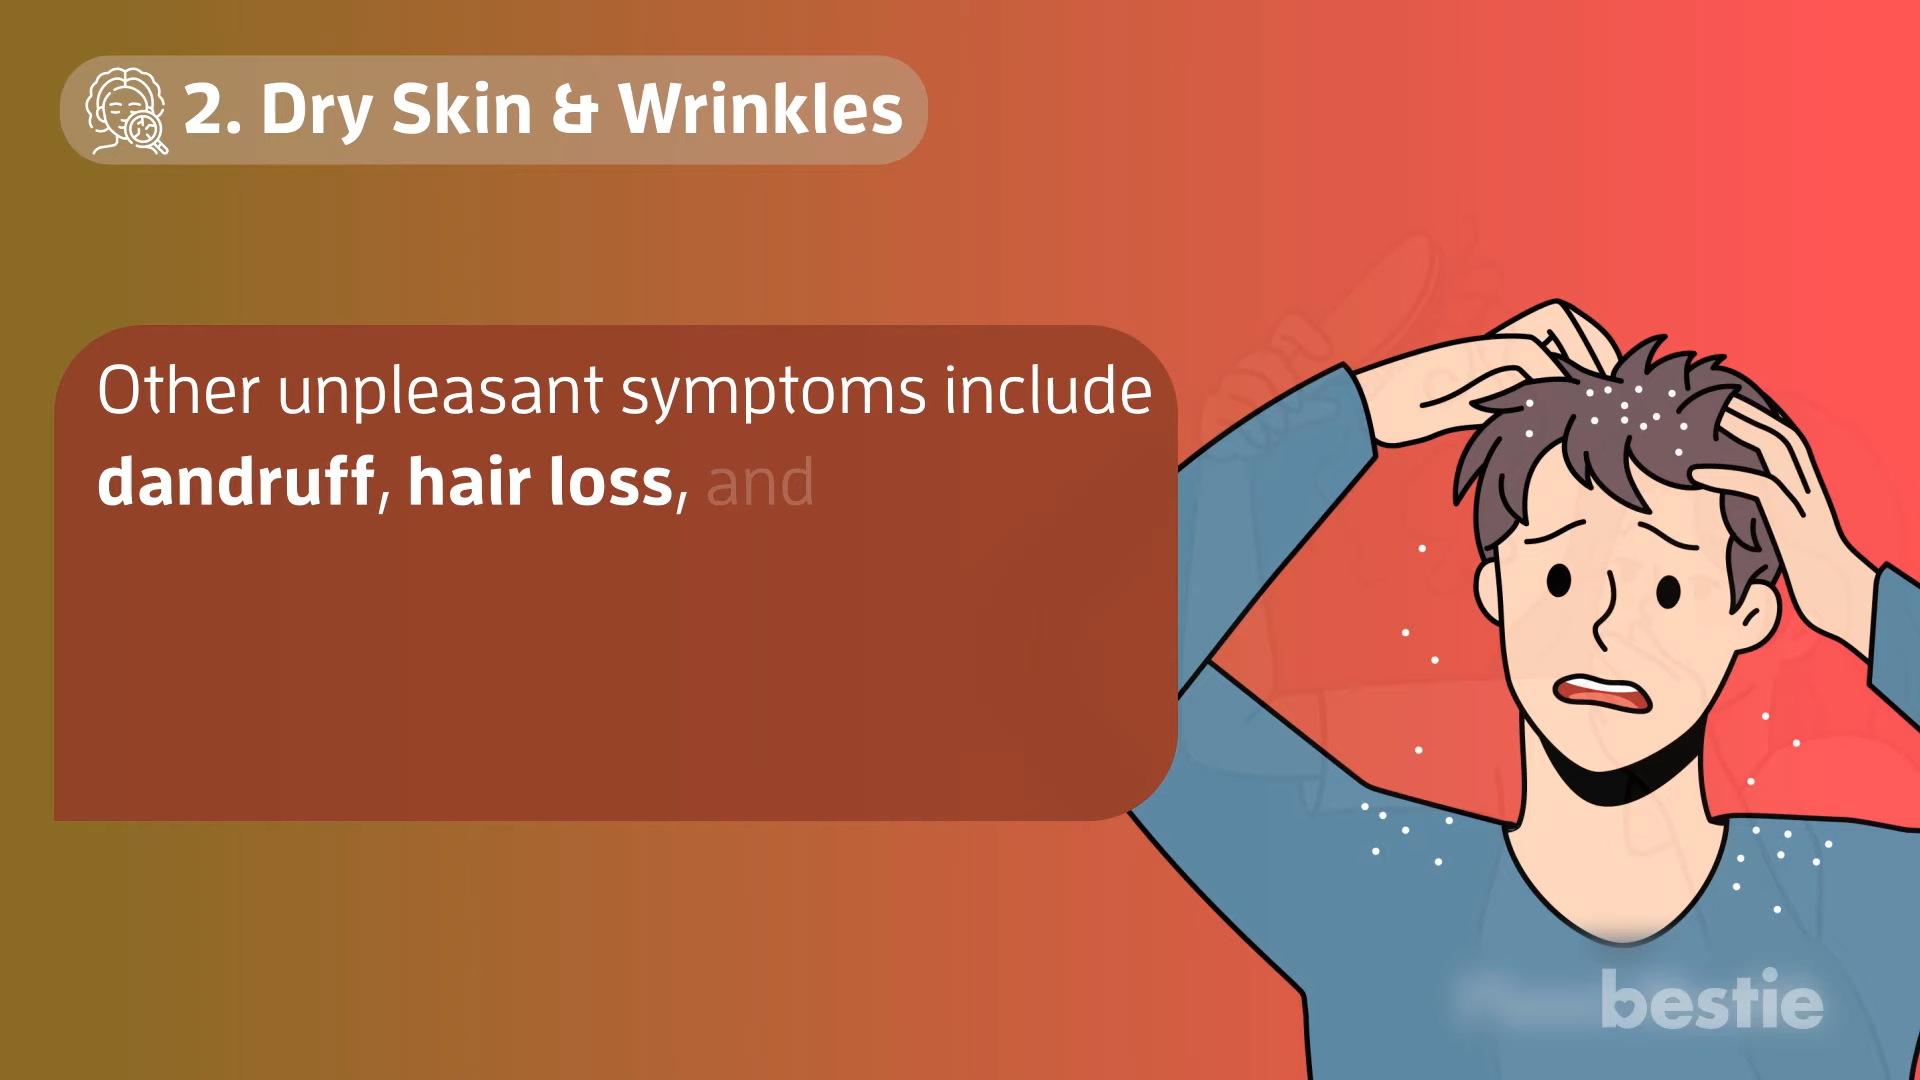 2. Dry Skin & Wrinkles
Other unpleasant symptoms include
dandruff, hair loss, and
bestie